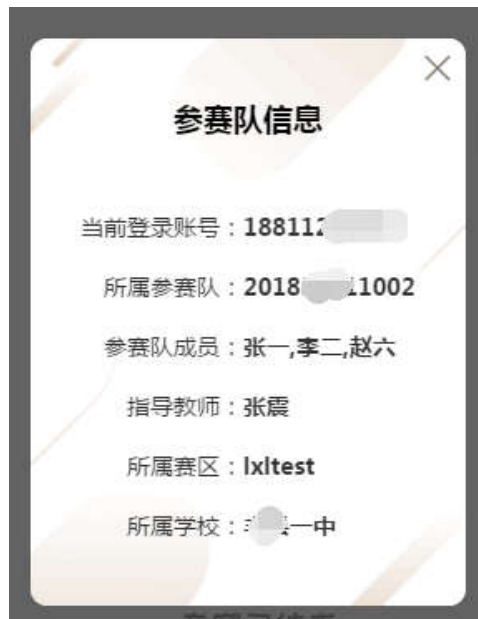 参赛队信息
当前登录账号：18811
所属参赛队：2018 11002
参赛队成员：张一,李二,赵六
指导教师：张震
所属赛区：lxltest
所属学校：一中